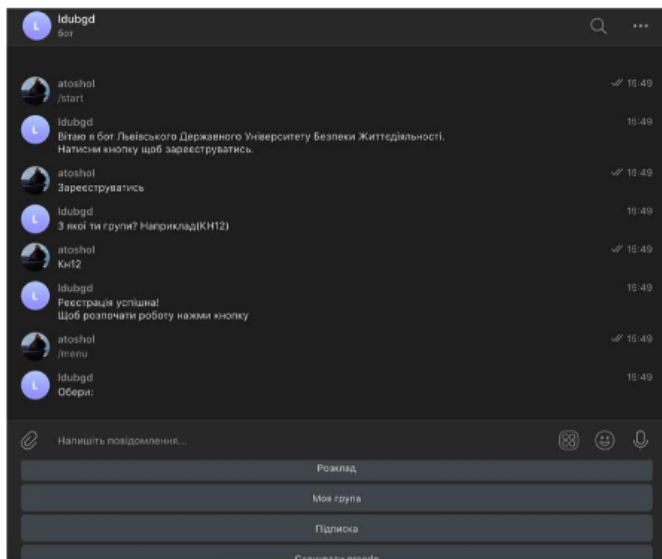 ldubgd
бот
atoshol
/start
16:49
ldubgd
16:49
Вітаю я бот Львівського Державного Університету Безпеки Життєдіяльності.
Натисни кнопку щоб зареєструватись.
atoshol
16:49
Зареєструватись
ldubgd
16:49
З якої ти групи? Наприклад(КН12)
atoshol
16:49
Кн12
ldubgd
16:49
Реєстрація успішна!
Щоб розпочати роботу нажми кнопку
atoshol
16:49
/menu
ldubgd
16:49
Обери:
Напишіть повідомлення...
Розклад
Моя група
Підписка